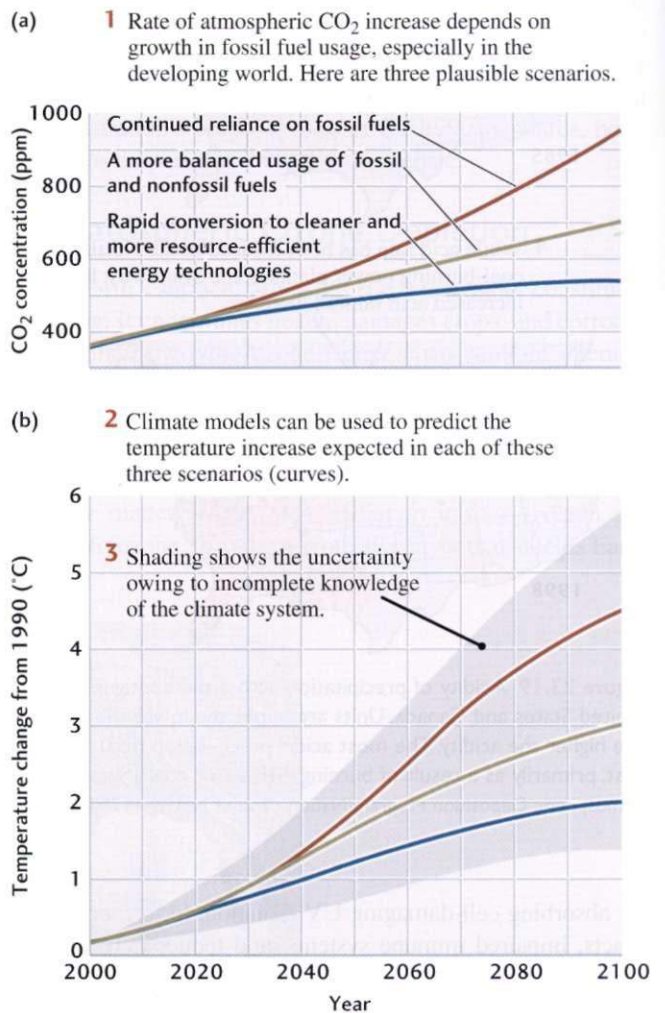 (a)
1 Rate of atmospheric CO₂ increase depends on
growth in fossil fuel usage, especially in the
developing world. Here are three plausible scenarios.
CO₂ concentration (ppm)
1000
800
600
400
Continued reliance on fossil fuels
A more balanced usage of fossil
and nonfossil fuels
Rapid conversion to cleaner and
more resource-efficient
energy technologies
(b)
2 Climate models can be used to predict the
temperature increase expected in each of these
three scenarios (curves).
Temperature change from 1990 (°C)
6
5
4
3
2
1
0
3 Shading shows the uncertainty
owing to incomplete knowledge
of the climate system.
2000 2020 2040 2060 2080 2100
Year